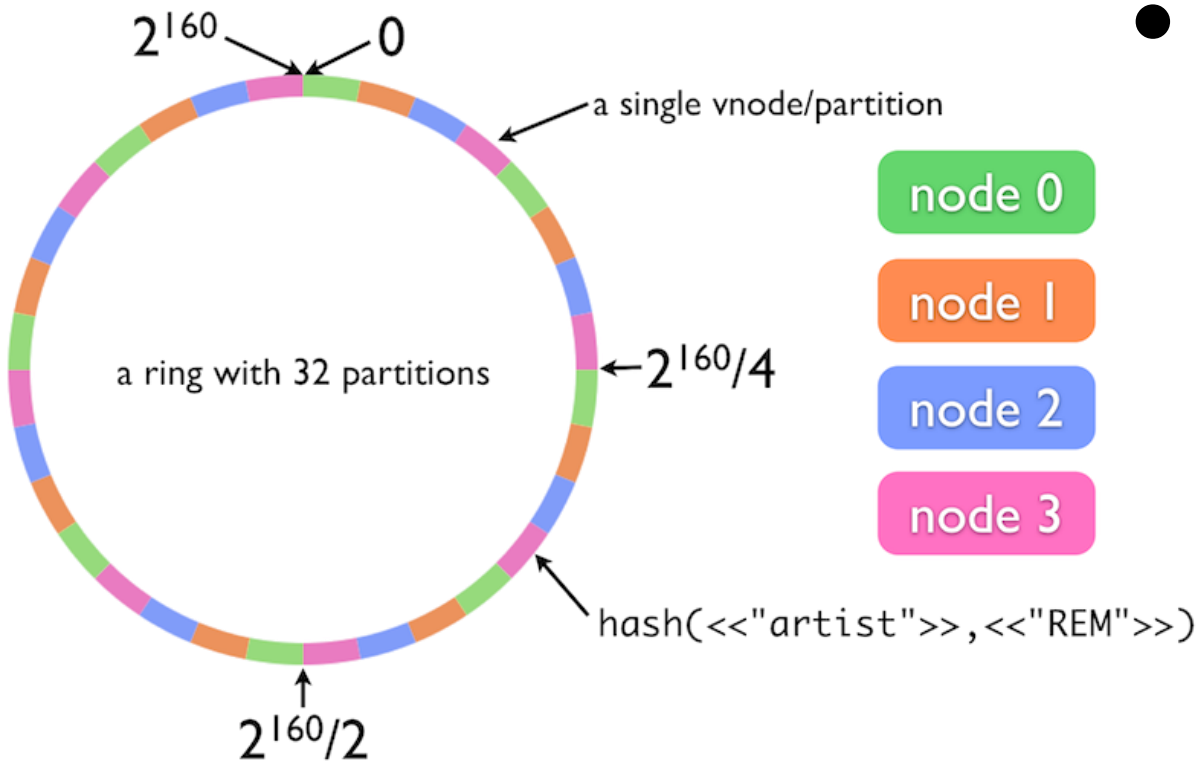 2^160
0
a single vnode/partition
node 0
node 1
a ring with 32 partitions
2^160/4
node 2
node 3
hash(<<"artist">>,<<"REM">>)
2^160/2